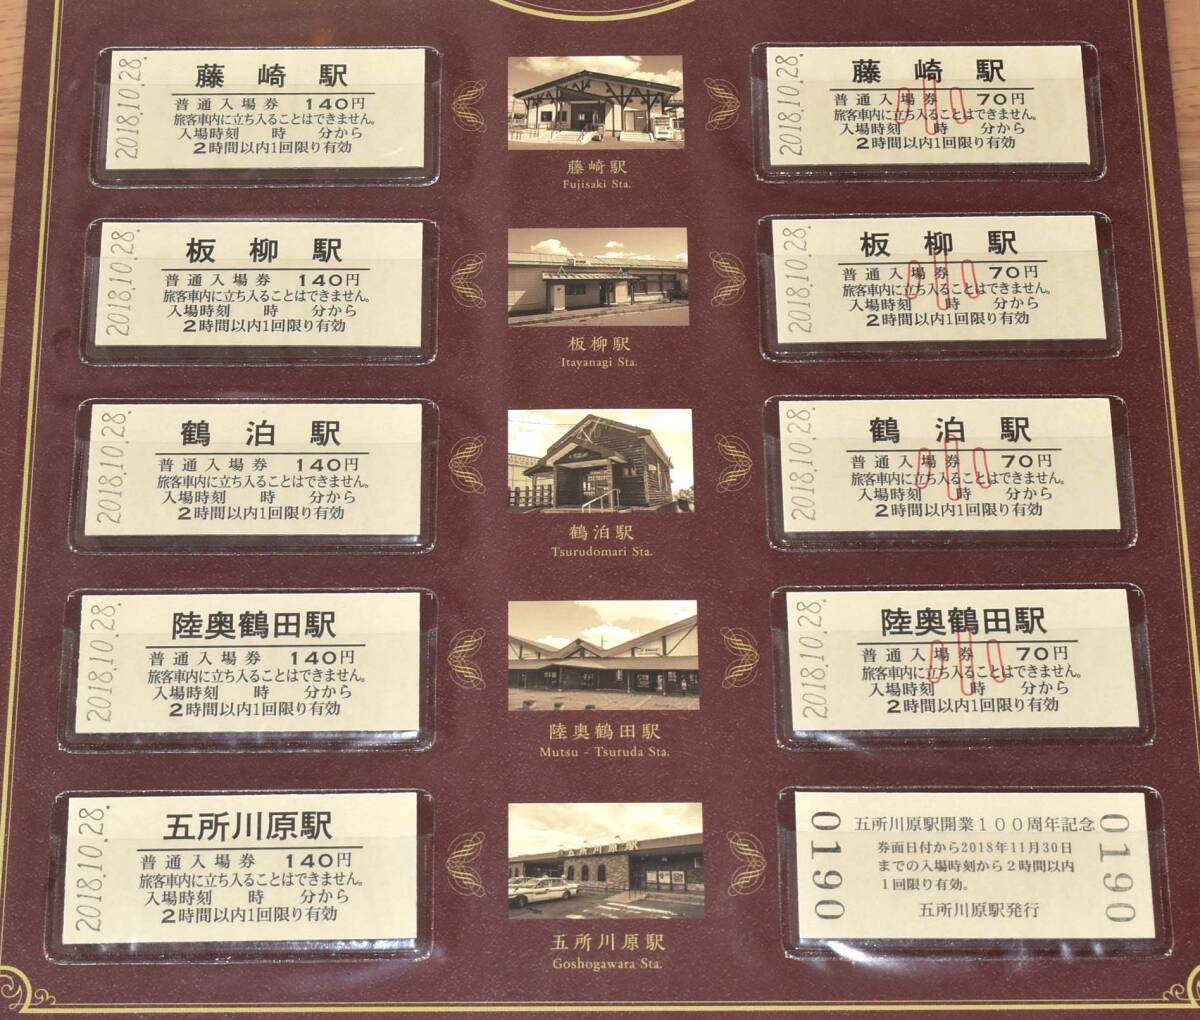 2018.10.28.
藤崎駅
普通入場券 140円
旅客車内に立ち入ることはできません。
入場時刻 時 分から
2時間以内1回限り有効
藤崎駅
Fujisaki Sta.
2018.10.28.
藤崎駅
普通入場券 70円
小
旅客車内に立ち入ることはできません。
入場時刻 時 分から
2時間以内1回限り有効
2018.10.28.
板柳駅
普通入場券 140円
旅客車内に立ち入ることはできません。
入場時刻 時 分から
2時間以内1回限り有効
板柳駅
Itayanagi Sta.
2018.10.28.
板柳駅
普通入場券 70円
小
旅客車内に立ち入ることはできません。
入場時刻 時 分から
2時間以内1回限り有効
2018.10.28.
鶴泊駅
普通入場券 140円
旅客車内に立ち入ることはできません。
入場時刻 時 分から
2時間以内1回限り有効
鶴泊駅
Tsurudomari Sta.
2018.10.28.
鶴泊駅
普通入場券 70円
小
旅客車内に立ち入ることはできません。
入場時刻 時 分から
2時間以内1回限り有効
2018.10.28.
陸奥鶴田駅
普通入場券 140円
旅客車内に立ち入ることはできません。
入場時刻 時 分から
2時間以内1回限り有効
陸奥鶴田駅
Mutsu - Tsuruda Sta.
2018.10.28.
陸奥鶴田駅
普通入場券 70円
小
旅客車内に立ち入ることはできません。
入場時刻 時 分から
2時間以内1回限り有効
2018.10.28.
五所川原駅
普通入場券 140円
旅客車内に立ち入ることはできません。
入場時刻 時 分から
2時間以内1回限り有効
五所川原駅
五所川原駅
Goshogawara Sta.
0190
五所川原駅開業100周年記念
券面日付から2018年11月30日
までの入場時刻から2時間以内
1回限り有効。
五所川原駅発行
0190